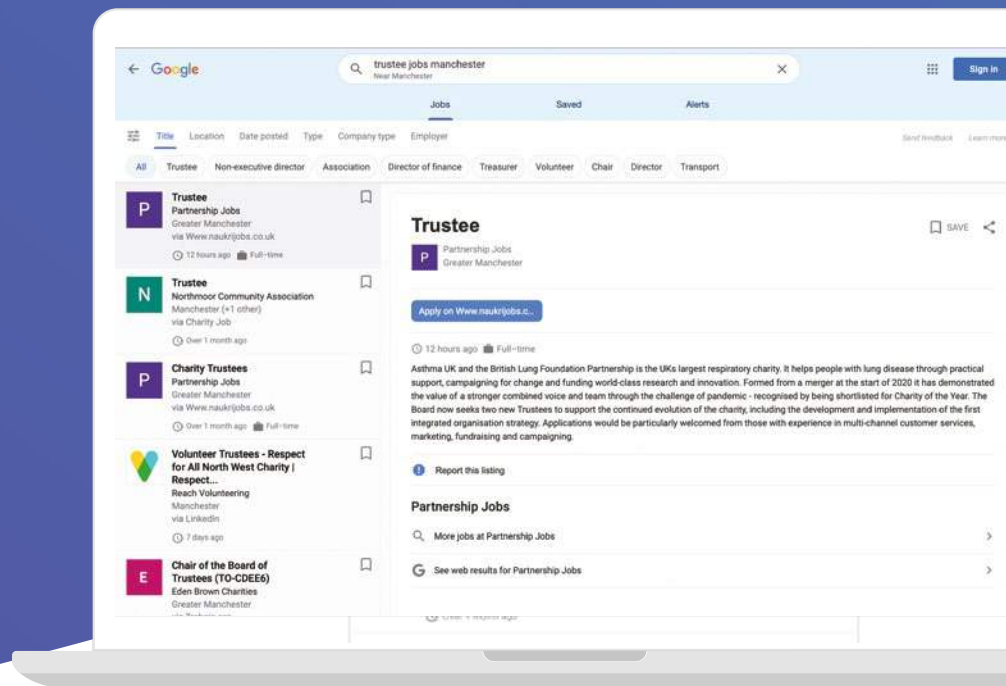 Google
trustee jobs manchester
Near Manchester
Sign in
Jobs Saved Alerts
Title Location Date posted Type Company type Employer
Send feedback Learn more
All Trustee Non-executive director Association Director of finance Treasurer Volunteer Chair Director Transport
P
Trustee
Partnership Jobs
Greater Manchester
via Www.naukrijobs.co.uk
12 hours ago Full-time
N
Trustee
Northmoor Community Association
Manchester (+1 other)
via Charity Job
Over 1 month ago
P
Charity Trustees
Partnership Jobs
Greater Manchester
via Www.naukrijobs.co.uk
Over 1 month ago Full-time
Volunteer Trustees - Respect
for All North West Charity |
Respect...
Reach Volunteering
Manchester
via LinkedIn
7 days ago
E
Chair of the Board of
Trustees (TO-CDEE6)
Eden Brown Charities
Greater Manchester
Trustee
SAVE
P
Partnership Jobs
Greater Manchester
Apply on Www.naukrijobs.c..
12 hours ago Full-time
Asthma UK and the British Lung Foundation Partnership is the UKs largest respiratory charity. It helps people with lung disease through practical
support, campaigning for change and funding world-class research and innovation. Formed from a merger at the start of 2020 it has demonstrated
the value of a stronger combined voice and team through the challenge of pandemic - recognised by being shortlisted for Charity of the Year. The
Board now seeks two new Trustees to support the continued evolution of the charity, including the development and implementation of the first
integrated organisation strategy. Applications would be particularly welcomed from those with experience in multi-channel customer services,
marketing, fundraising and campaigning.
Report this listing
Partnership Jobs
More jobs at Partnership Jobs
G See web results for Partnership Jobs